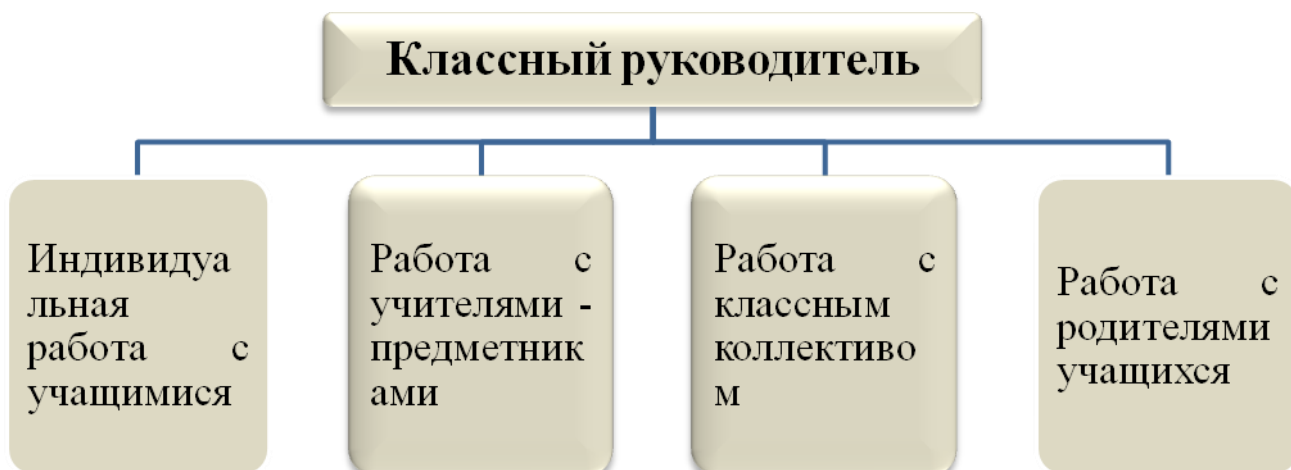 Классный руководитель
Индивидуа
льная
работа с
учащимися
Работа с
учителями -
предметник
ами
Работа с
классным
коллективо
м
Работа с
родителями
учащихся